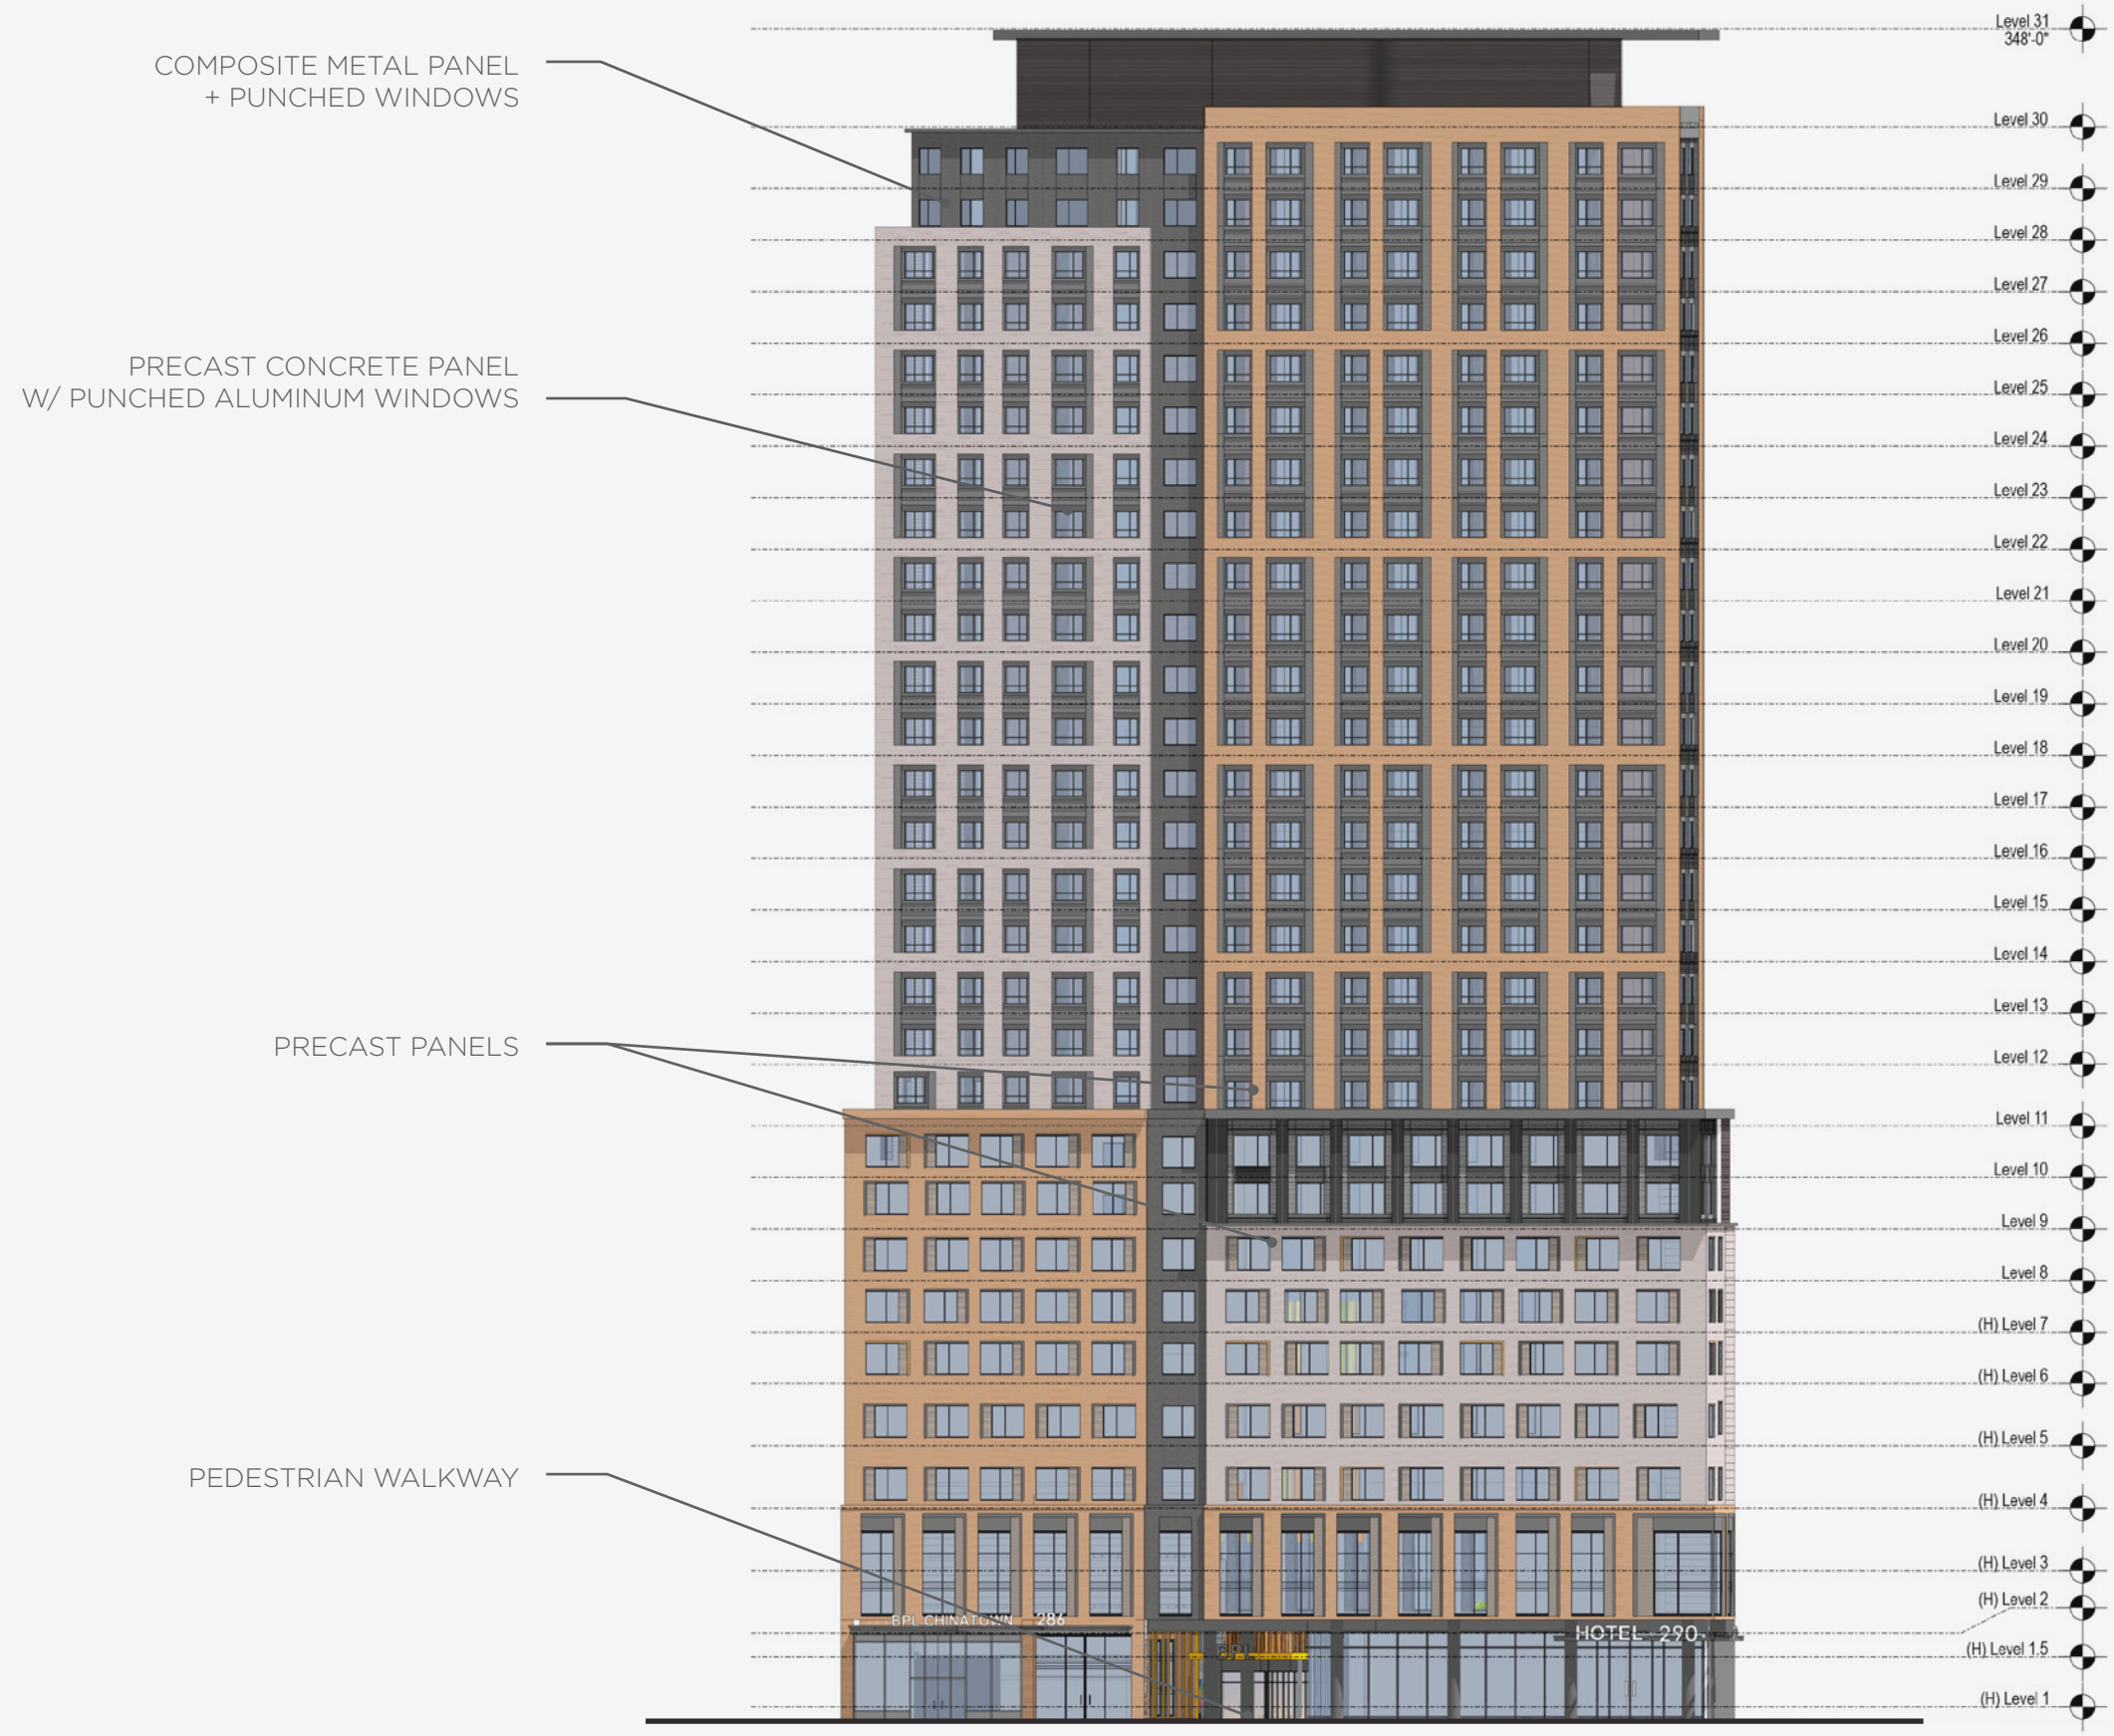 COMPOSITE METAL PANEL
+ PUNCHED WINDOWS
PRECAST CONCRETE PANEL
W/ PUNCHED ALUMINUM WINDOWS
PRECAST PANELS
PEDESTRIAN WALKWAY
BPL CHINATOWN 286
BPL
HOTEL 290
Level 31
348'-0"
Level 30
Level 29
Level 28
Level 27
Level 26
Level 25
Level 24
Level 23
Level 22
Level 21
Level 20
Level 19
Level 18
Level 17
Level 16
Level 15
Level 14
Level 13
Level 12
Level 11
Level 10
Level 9
Level 8
(H) Level 7
(H) Level 6
(H) Level 5
(H) Level 4
(H) Level 3
(H) Level 2
(H) Level 1.5
(H) Level 1